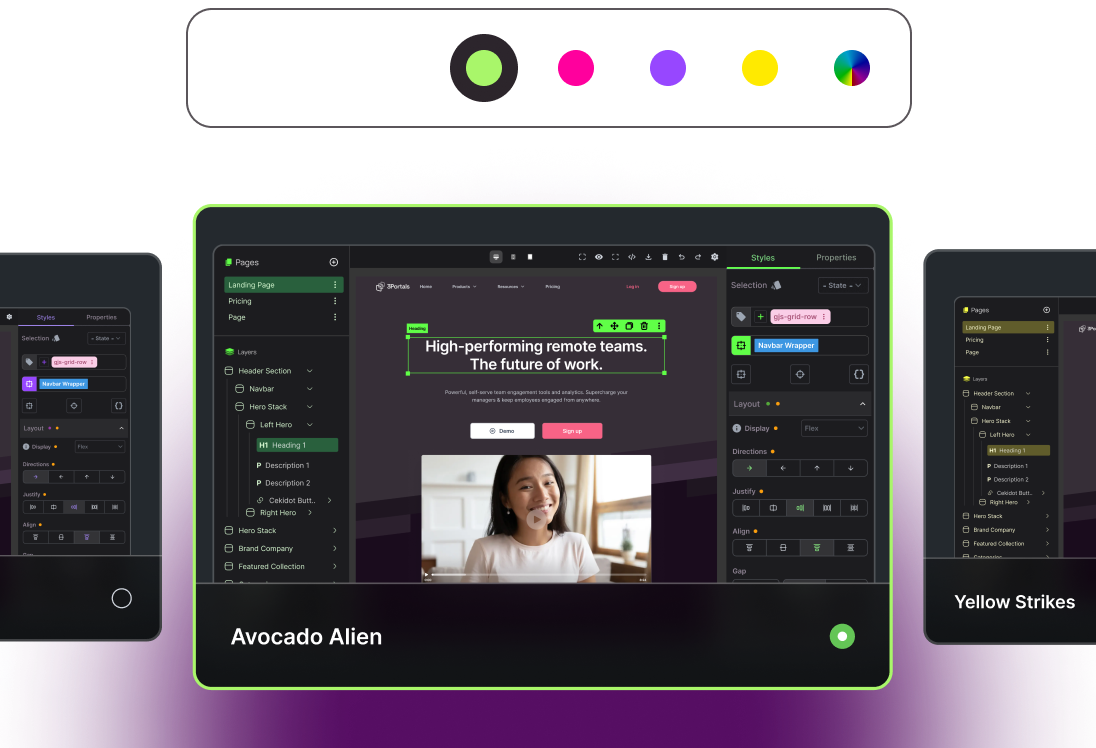 Styles
Properties
Selection
- State -
gjs-grid-row
Navbar Wrapper
Layout
Display
Flex
Directions
Justify
Align
Pages
Landing Page
Pricing
Page
Layers
Header Section
Navbar
Hero Stack
Left Hero
H1 Heading 1
P Description 1
P Description 2
Cekidot Butt..
Right Hero
Hero Stack
Brand Company
Featured Collection
3Portals
Home
Products
Resources
Pricing
Log in
Sign up
Heading
High-performing remote teams.
The future of work.
Powerful, self-serve team engagement tools and analytics. Supercharge your
managers & keep employees engaged from anywhere.
Demo
Sign up
Styles
Properties
Selection
- State -
gjs-grid-row
Navbar Wrapper
Layout
Display
Flex
Directions
Justify
Align
Gap
Avocado Alien
Pages
Landing Page
Pricing
Page
Layers
Header Section
Navbar
Hero Stack
Left Hero
H1 Heading 1
P Description 1
P Description 2
Cekidot Butt..
Right Hero
Hero Stack
Brand Company
Featured Collection
Yellow Strikes